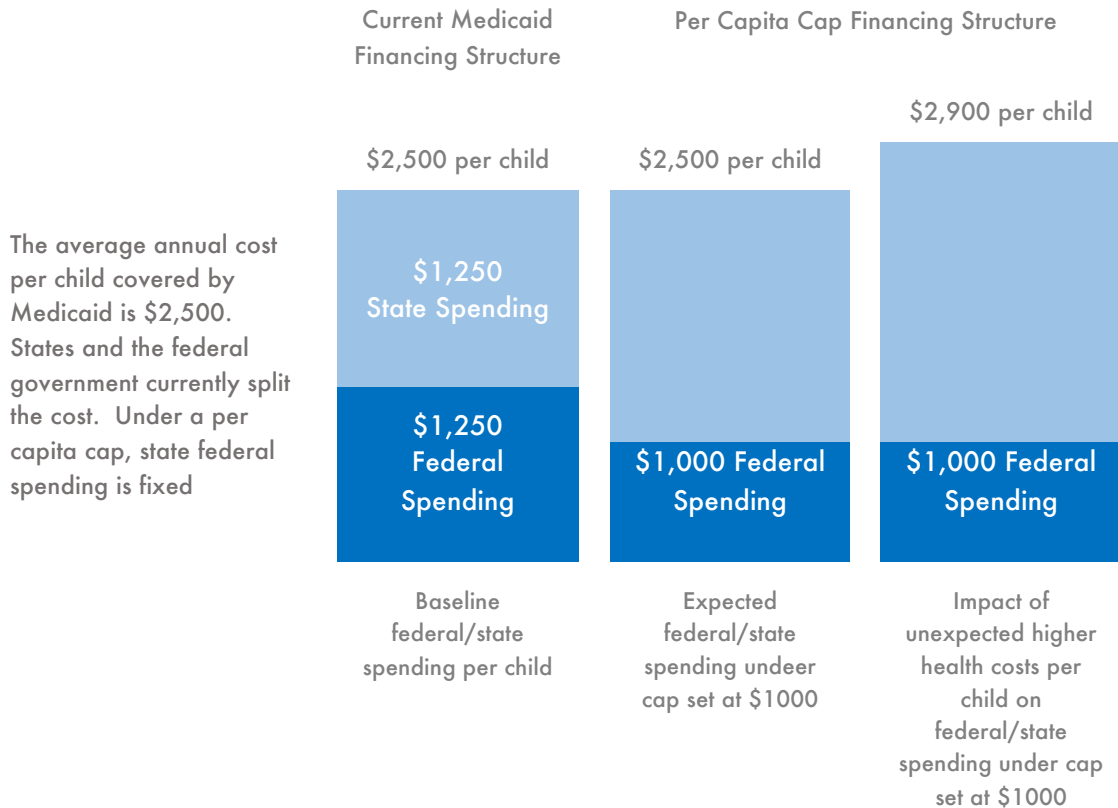 Current Medicaid
Financing Structure
Per Capita Cap Financing Structure
$2,500 per child
$2,500 per child
$2,900 per child
The average annual cost
per child covered by
Medicaid is $2,500.
States and the federal
government currently split
the cost.  Under a per
capita cap, state federal
spending is fixed
$1,250
State Spending
$1,250
Federal
Spending
$1,000 Federal
Spending
$1,000 Federal
Spending
Baseline
federal/state
spending per child
Expected
federal/state
spending undeer
cap set at $1000
Impact of
unexpected higher
health costs per
child on
federal/state
spending under cap
set at $1000